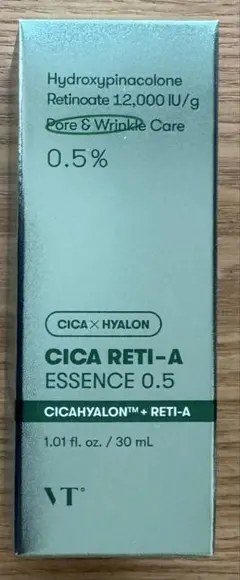 Hydroxypinacolone
Retinoate 12,000 IU/g
Pore & Wrinkle Care
0.5%
CICA × HYALON
CICA RETI-A
ESSENCE 0.5
CICAHYALON™ + RETI-A
1.01 fl. oz. / 30 mL
VT°